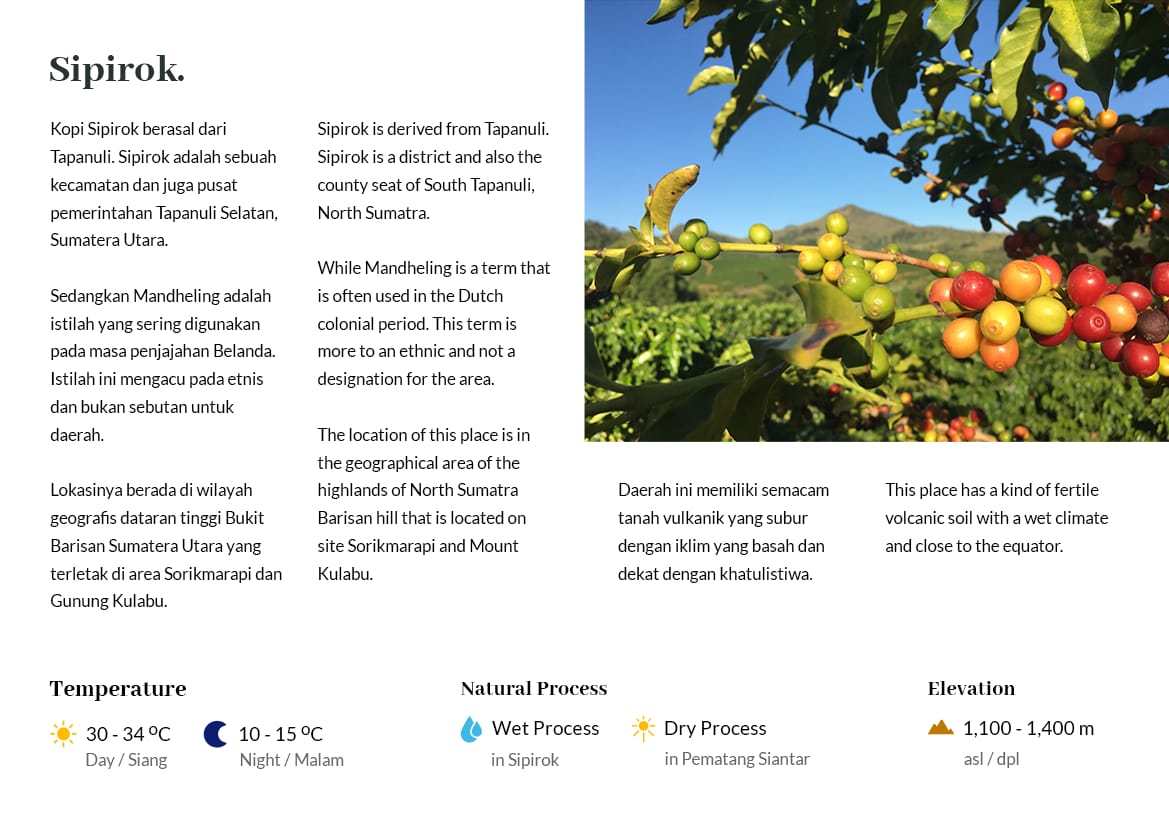 Sipirok.
Kopi Sipirok berasal dari
Tapanuli. Sipirok adalah sebuah
kecamatan dan juga pusat
pemerintahan Tapanuli Selatan,
Sumatera Utara.
Sedangkan Mandheling adalah
istilah yang sering digunakan
pada masa penjajahan Belanda.
Istilah ini mengacu pada etnis
dan bukan sebutan untuk
daerah.
Lokasinya berada di wilayah
geografis dataran tinggi Bukit
Barisan Sumatera Utara yang
terletak di area Sorikmarapi dan
Gunung Kulabu.
Sipirok is derived from Tapanuli.
Sipirok is a district and also the
county seat of South Tapanuli,
North Sumatra.
While Mandheling is a term that
is often used in the Dutch
colonial period. This term is
more to an ethnic and not a
designation for the area.
The location of this place is in
the geographical area of the
highlands of North Sumatra
Barisan hill that is located on
site Sorikmarapi and Mount
Kulabu.
Daerah ini memiliki semacam
tanah vulkanik yang subur
dengan iklim yang basah dan
dekat dengan khatulistiwa.
This place has a kind of fertile
volcanic soil with a wet climate
and close to the equator.
Temperature
30 - 34 ºC
Day / Siang
10 - 15 ºC
Night / Malam
Natural Process
Wet Process
in Sipirok
Dry Process
in Pematang Siantar
Elevation
1,100 - 1,400 m
asl / dpl